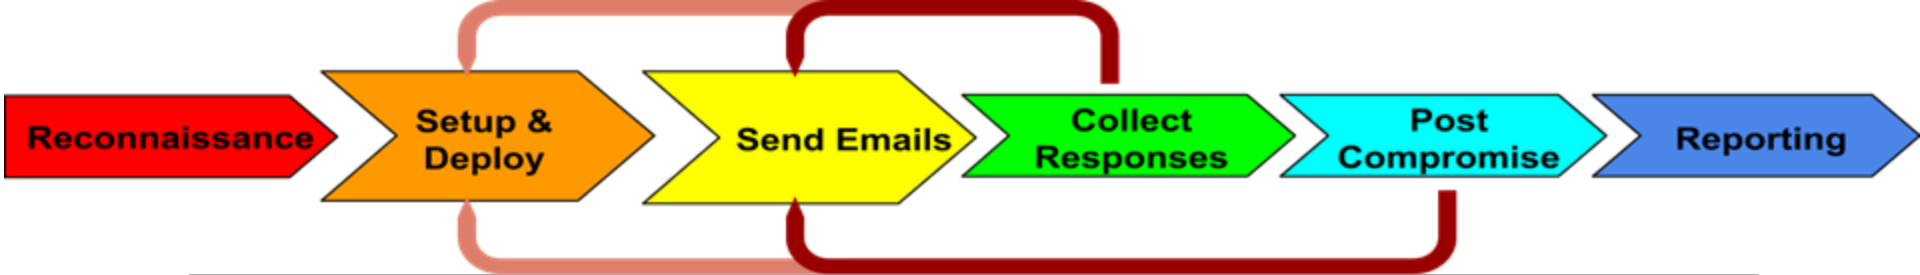 Reconnaissance
Setup &
Deploy
Send Emails
Collect
Responses
Post
Compromise
Reporting